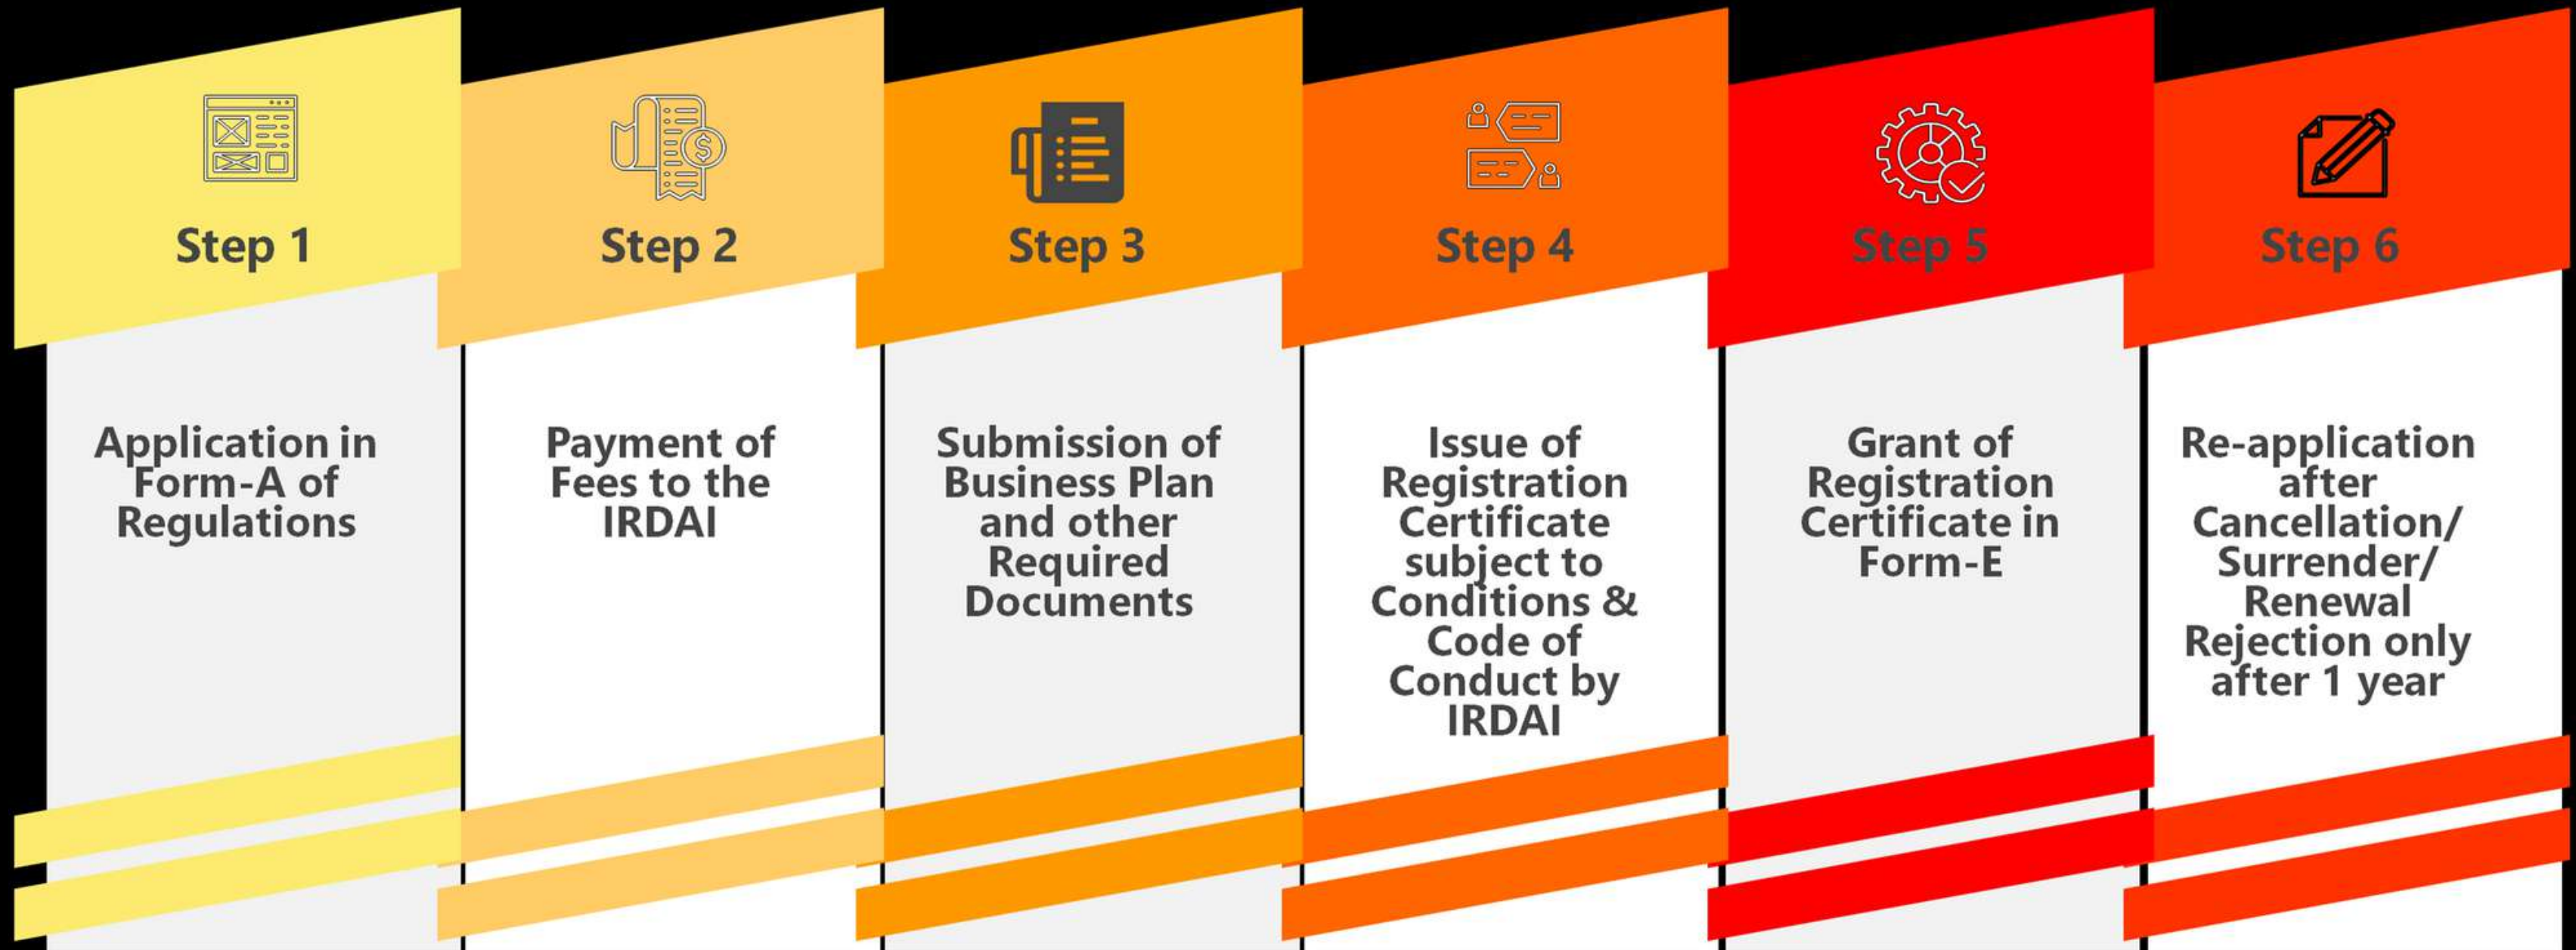 Step 1
Application in
Form-A of
Regulations
Step 2
Payment of
Fees to the
IRDAI
Step 3
Submission of
Business Plan
and other
Required
Documents
Step 4
Issue of
Registration
Certificate
subject to
Conditions &
Code of
Conduct by
IRDAI
Step 5
Grant of
Registration
Certificate in
Form-E
Step 6
Re-application
after
Cancellation/
Surrender/
Renewal
Rejection only
after 1 year